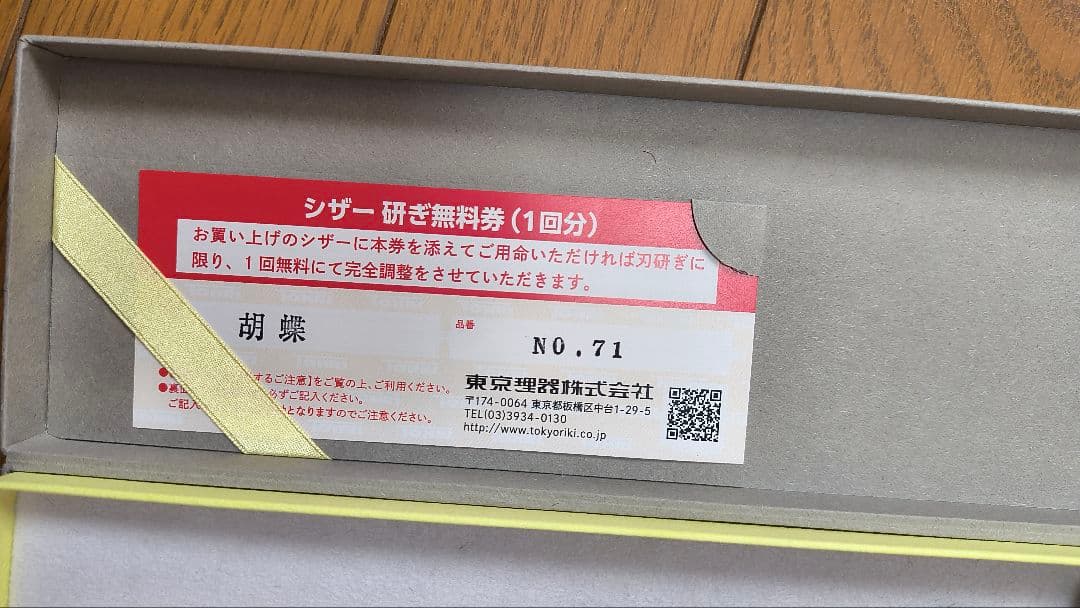 シザー 研ぎ無料券(1回分)
お買い上げのシザーに本券を添えてご用命いただければ刃研ぎに
限り、1回無料にて完全調整をさせていただきます。
胡蝶
品番
NO.71
するご注意】をご覧の上、ご利用ください。
●裏面
必ずご記入ください。
ご記入
となりますのでご注意ください。
東京理器株式会社
〒174-0064 東京都板橋区中台1-29-5
TEL(03)3934-0130
http://www.tokyoriki.co.jp